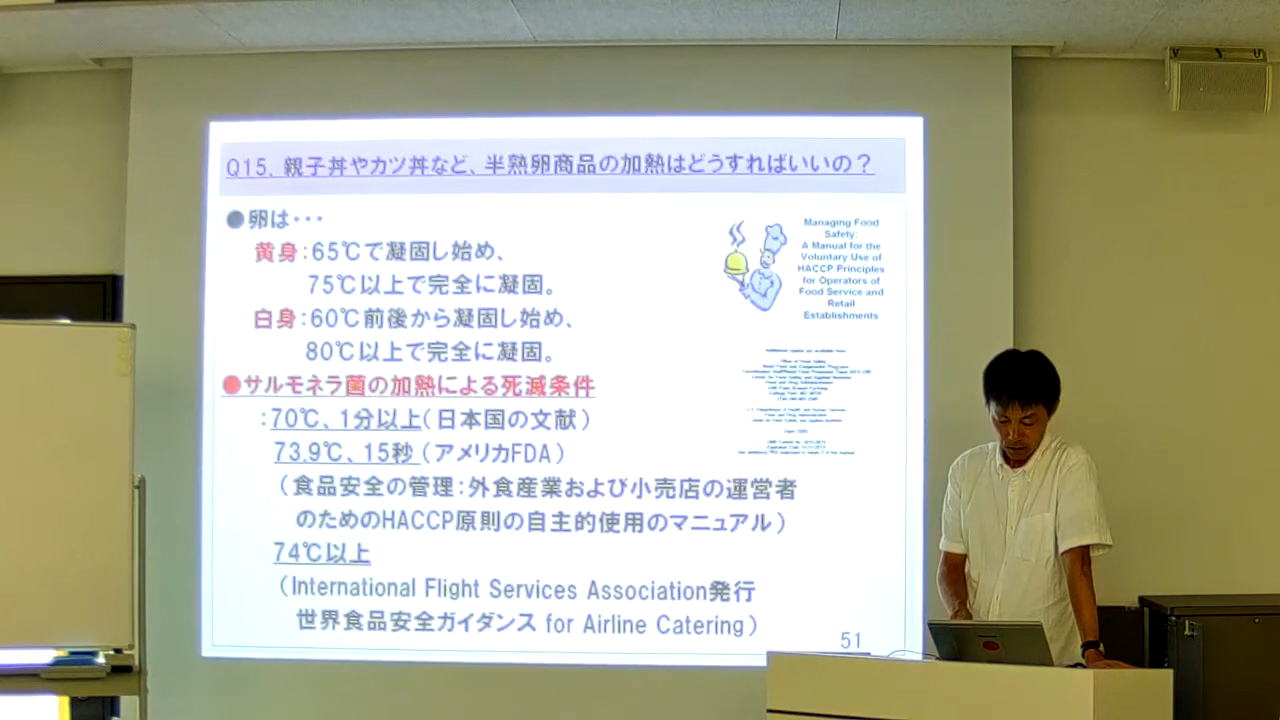 Q15. 親子丼やカツ丼など、半熟卵商品の加熱はどうすればいいの？
●卵は・・・
黄身：65℃で凝固し始め、
75℃以上で完全に凝固。
白身：60℃前後から凝固し始め、
80℃以上で完全に凝固。
●サルモネラ菌の加熱による死滅条件
：70℃、1分以上（日本国の文献）
73.9℃、15秒（アメリカFDA）
（食品安全の管理：外食産業および小売店の運営者
のためのHACCP原則の自主的使用のマニュアル）
74℃以上
（International Flight Services Association発行
世界食品安全ガイダンス for Airline Catering）
Managing Food
Safety:
A Manual for the
Voluntary Use of
HACCP Principles
for Operators of
Food Service and
Retail
Establishments
51